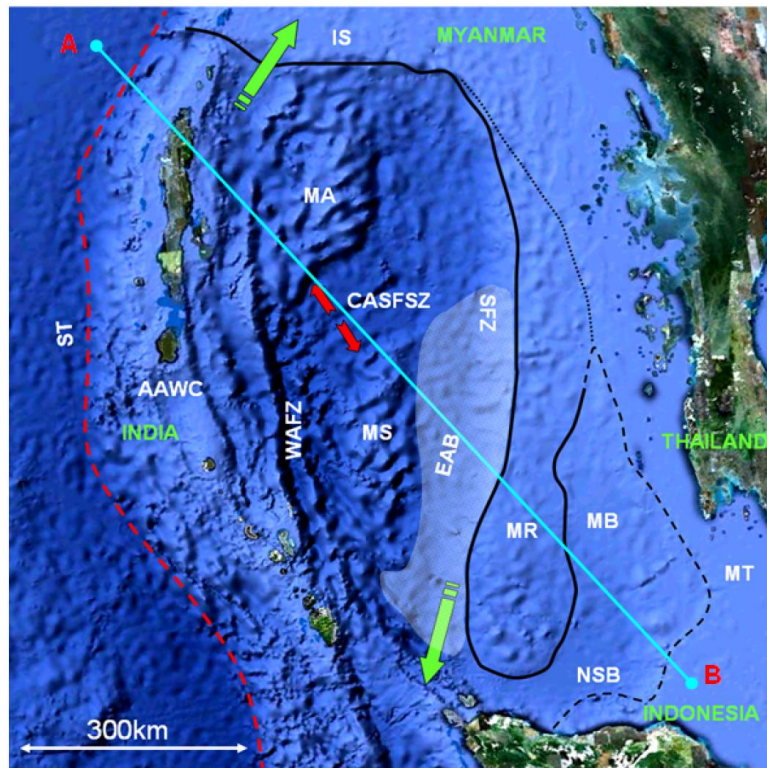 IS
MYANMAR
A
MA
CASFSZ
SFZ
ST
AAWC
INDIA
WAFZ
MS
EAB
THAILAND
MR
MB
MT
NSB
B
INDONESIA
300km